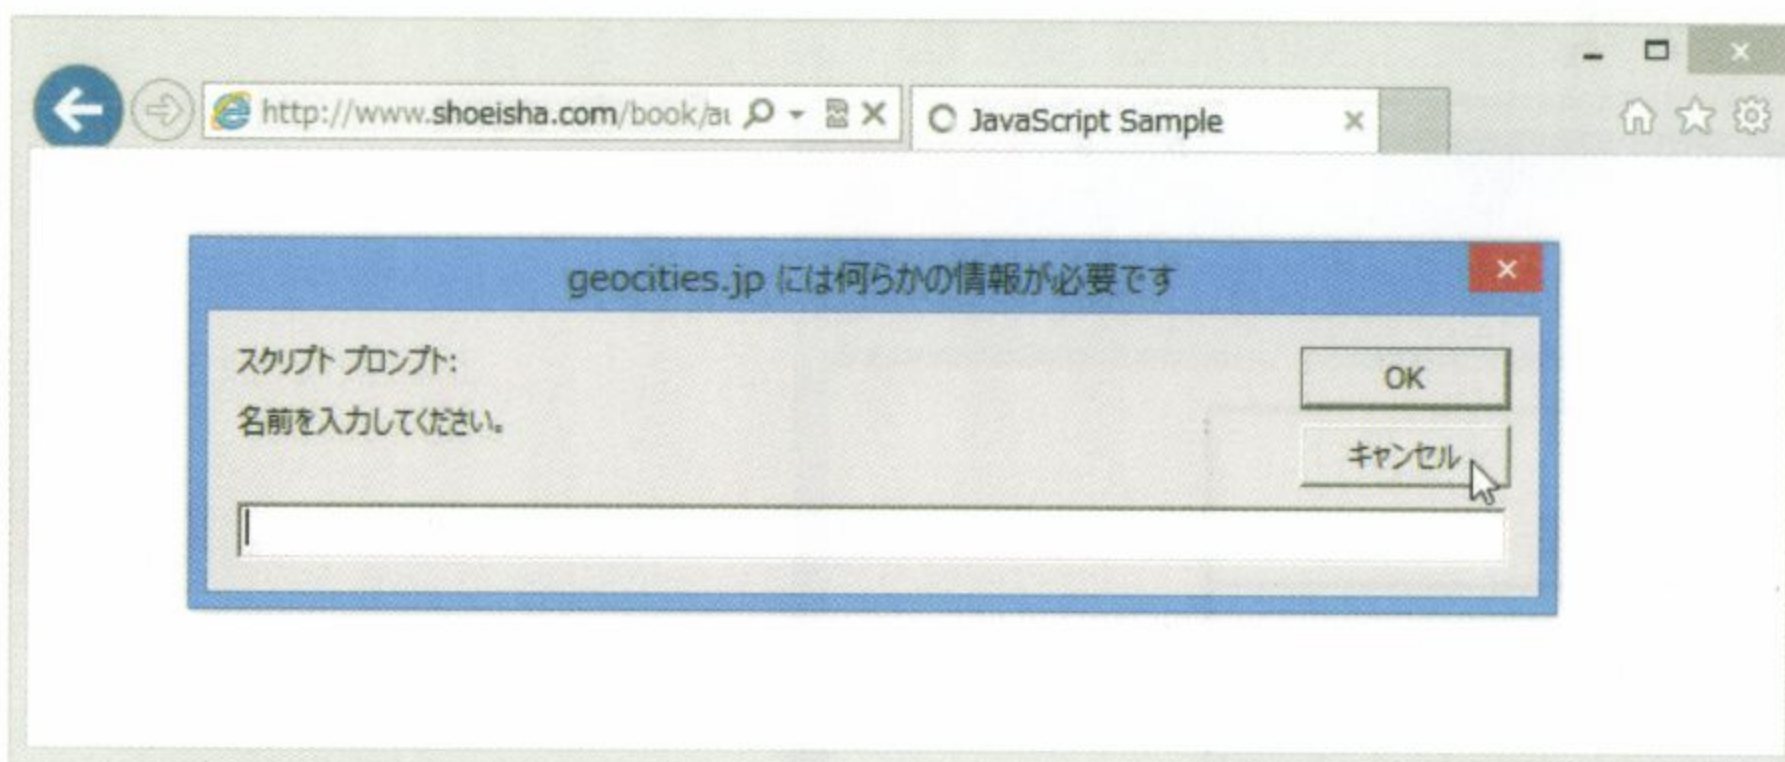 http://www.shoeisha.com/book/au
JavaScript Sample
geocities.jp には何らかの情報が必要です
スクリプト プロンプト:
名前を入力してください。
OK
キャンセル